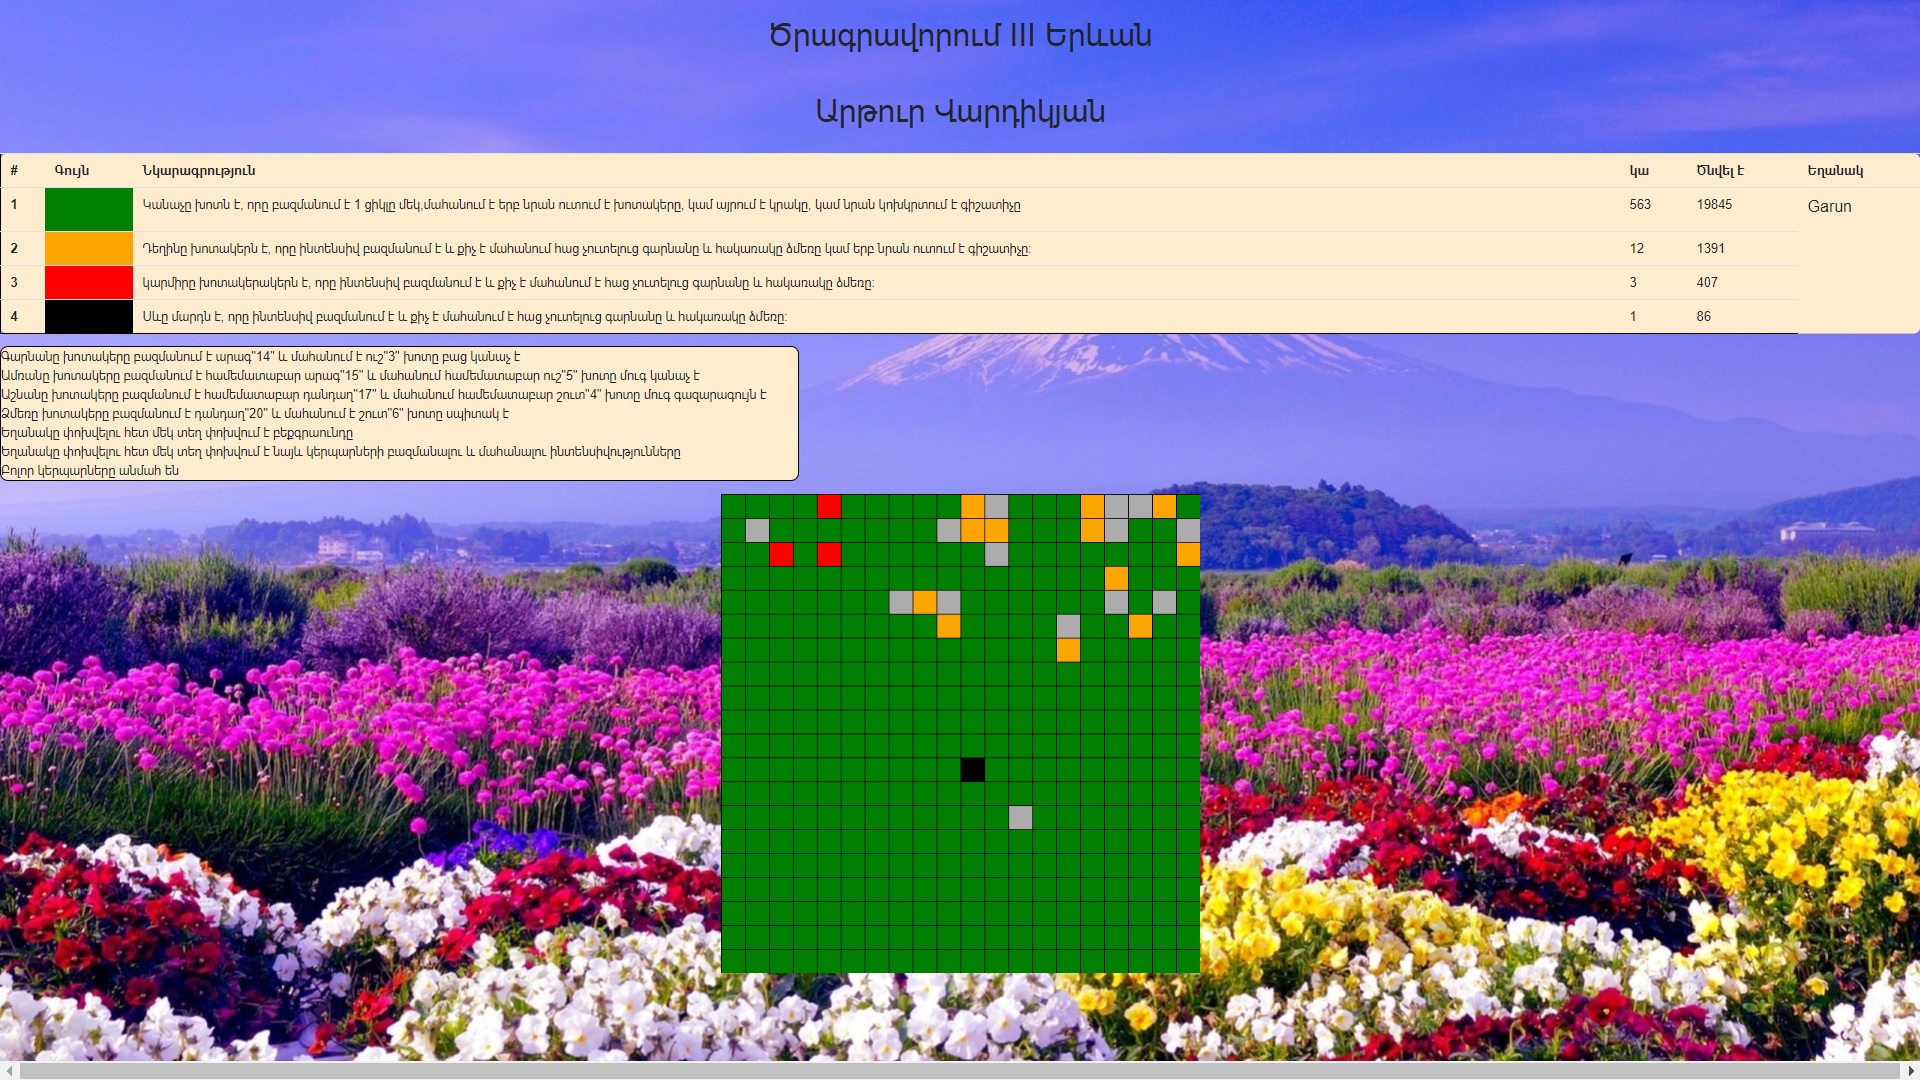 Ծրագրավորում III Երևան
Արթուր Վարդիկյան
# Գույն Նկարագրություն կա Ծնվել է Եղանակ
1 Կանաչը խոտն է, որը բազմանում է 1 ցիկլը մեկ,մահանում է երբ նրան ուտում է խոտակերը, կամ այրում է կրակը, կամ նրան կոխկրտում է գիշատիչը 563 19845 Garun
2 Դեղինը խոտակերն է, որը ինտենսիվ բազմանում է և քիչ է մահանում հաց չուտելուց գարնանը և հակառակը ձմեռը կամ երբ նրան ուտում է գիշատիչը: 12 1391
3 կարմիրը խոտակերակերն է, որը ինտենսիվ բազմանում է և քիչ է մահանում է հաց չուտելուց գարնանը և հակառակը ձմեռը: 3 407
4 Սևը մարդն է, որը ինտենսիվ բազմանում է և քիչ է մահանում է հաց չուտելուց գարնանը և հակառակը ձմեռը: 1 86
Գարնանը խոտակերը բազմանում է արագ"14" և մահանում է ուշ"3" խոտը բաց կանաչ է
Ամռանը խոտակերը բազմանում է համեմատաբար արագ"15" և մահանում համեմատաբար ուշ"5" խոտը մուգ կանաչ է
Աշնանը խոտակերը բազմանում է համեմատաբար դանդաղ"17" և մահանում համեմատաբար շուտ"4" խոտը մուգ գազարագույն է
Ձմեռը խոտակերը բազմանում է դանդաղ"20" և մահանում է շուտ"6" խոտը սպիտակ է
Եղանակը փոխվելու հետ մեկ տեղ փոխվում է բեքգրաունդը
Եղանակը փոխվելու հետ մեկ տեղ փոխվում է նայև կերպարների բազմանալու և մահանալու ինտենսիվությունները
Բոլոր կերպարները անմահ են